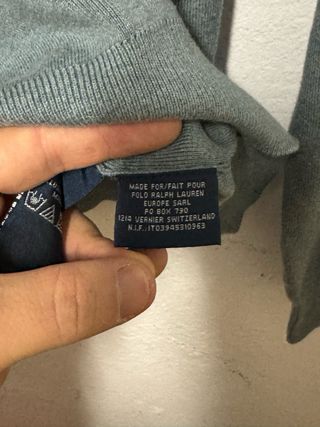 MADE FOR/FAIT POUR
POLO RALPH LAUREN
EUROPE SARL
PO BOX 790
1214 VERNIER SWITZERLAND
N.I.F.:IT03945310963